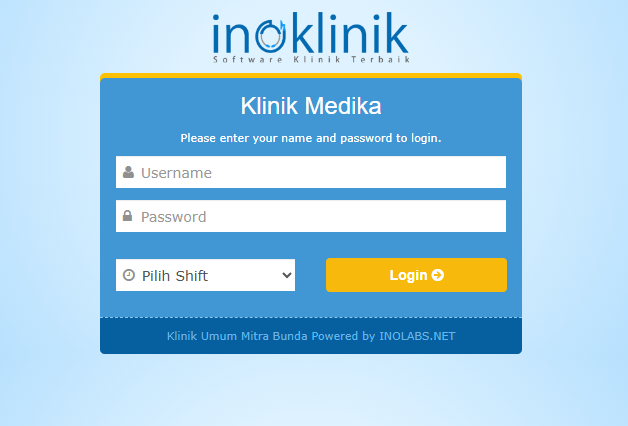 inoklinik
Software Klinik Terbaik
Klinik Medika
Please enter your name and password to login.
Username
Password
Pilih Shift
Login
Klinik Umum Mitra Bunda Powered by INOLABS.NET